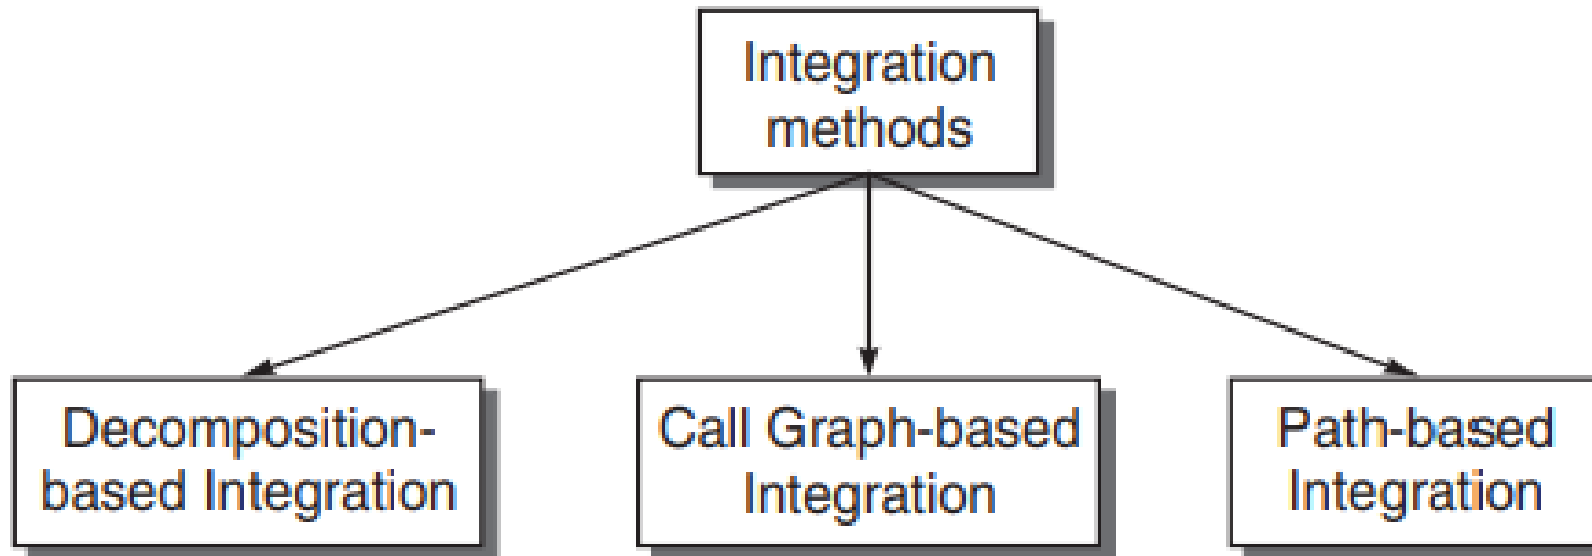 Integration
methods
Decomposition-
based Integration
Call Graph-based
Integration
Path-based
Integration